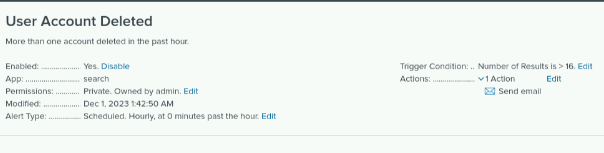 User Account Deleted
More than one account deleted in the past hour.
Enabled: ................... Yes. Disable
App: ........................... search
Permissions: ............ Private. Owned by admin. Edit
Modified: .................. Dec 1, 2023 1:42:50 AM
Alert Type: ................ Scheduled. Hourly, at 0 minutes past the hour. Edit
Trigger Condition: .. Number of Results is > 16. Edit
Actions: ..................... 1 Action Edit
Send email